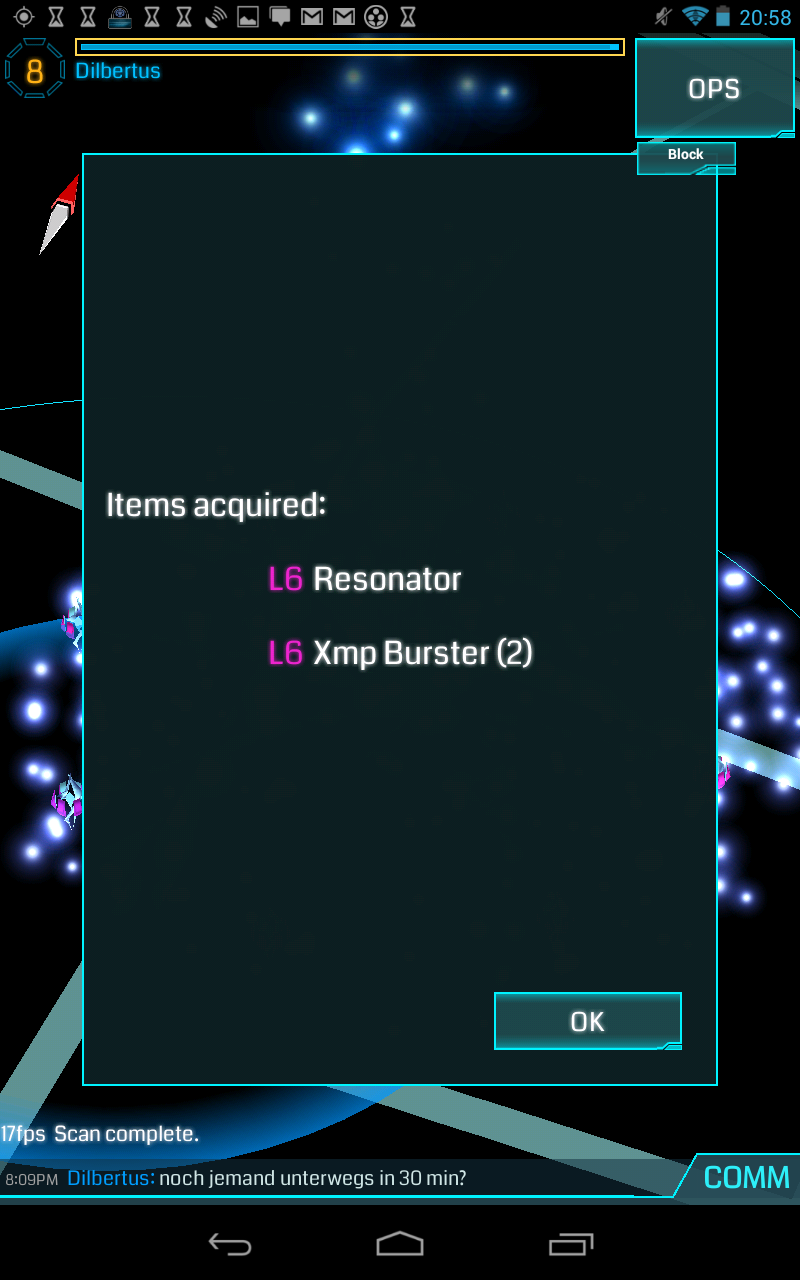 20:58
8
Dilbertus
OPS
Block
Items acquired:
L6 Resonator
L6 Xmp Burster (2)
OK
17fps Scan complete.
8:09PM Dilbertus: noch jemand unterwegs in 30 min?
COMM